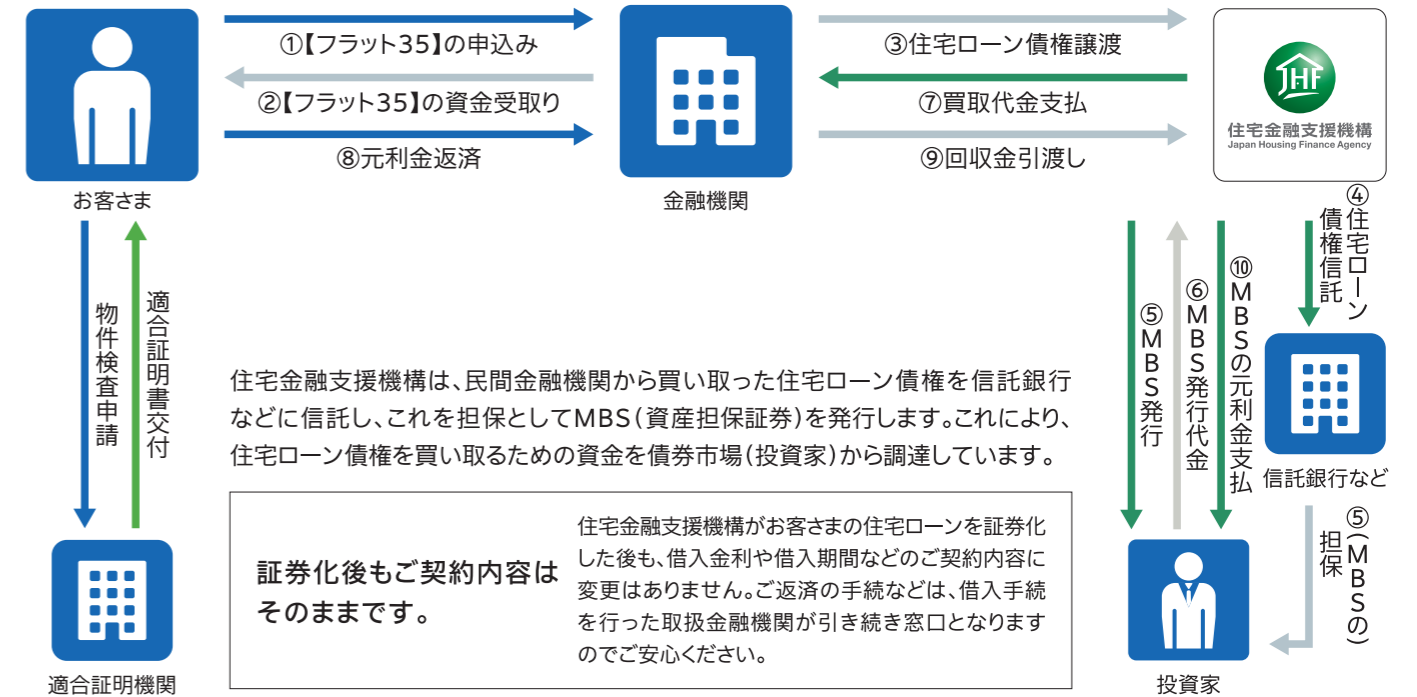 ①【フラット35】の申込み
②【フラット35】の資金受取り
⑧元利金返済
③住宅ローン債権譲渡
⑦買取代金支払
⑨回収金引渡し
JHF
住宅金融支援機構
Japan Housing Finance Agency
お客さま
金融機関
物件検査申請
適合証明書交付
④住宅ローン
債権信託
⑤MBS発行
⑥MBS発行代金
⑩MBSの元利金支払
信託銀行など
⑤(MBSの)
担保
住宅金融支援機構は、民間金融機関から買い取った住宅ローン債権を信託銀行
などに信託し、これを担保としてMBS(資産担保証券)を発行します。これにより、
住宅ローン債権を買い取るための資金を債券市場(投資家)から調達しています。
証券化後もご契約内容は
そのままです。
住宅金融支援機構がお客さまの住宅ローンを証券化
した後も、借入金利や借入期間などのご契約内容に
変更はありません。ご返済の手続などは、借入手続
を行った取扱金融機関が引き続き窓口となります
のでご安心ください。
適合証明機関
投資家